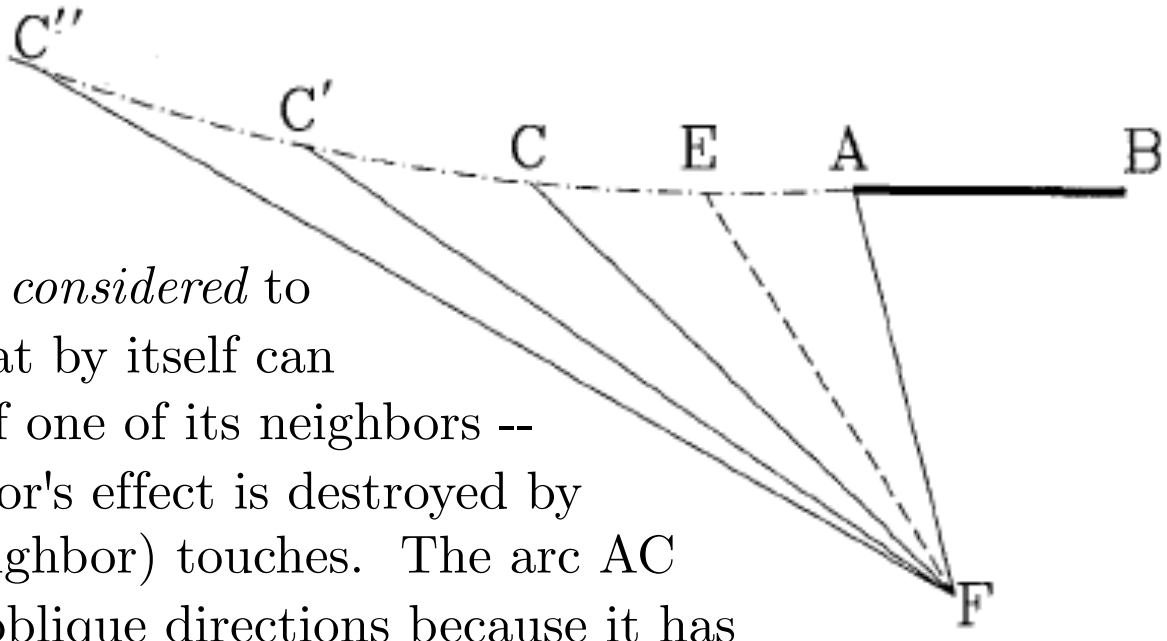 C''
C'
C E A B
considered to
at by itself can
f one of its neighbors --
or's effect is destroyed by
ighbor) touches. The arc AC
oblique directions because it has
F